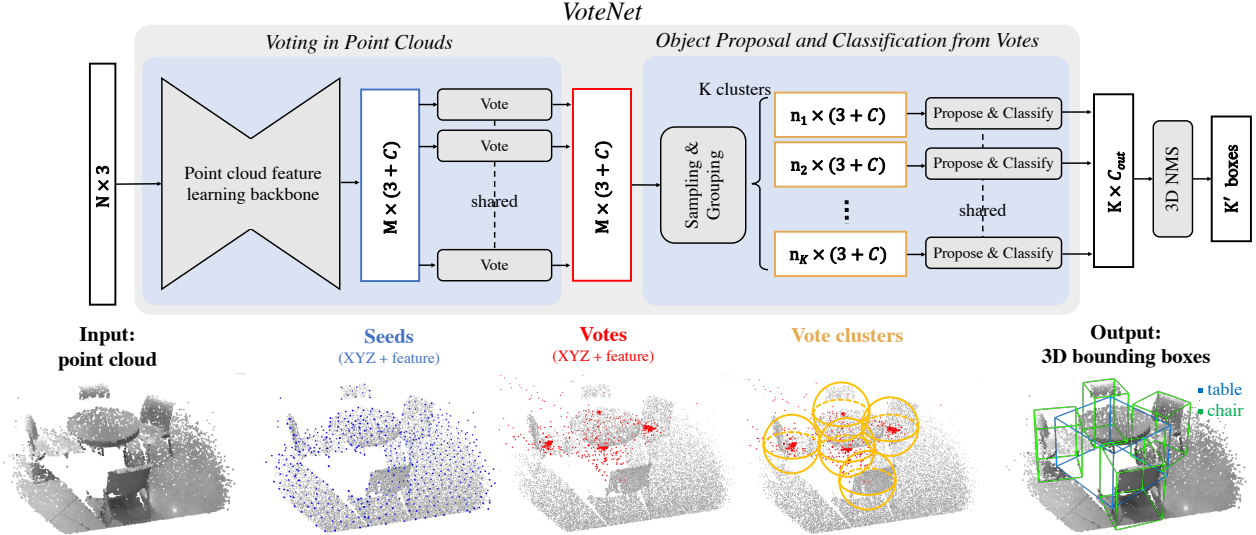 VoteNet
Voting in Point Clouds
Object Proposal and Classification from Votes
N × 3
Point cloud feature
learning backbone
M × (3 + C)
Vote
Vote
shared
Vote
M × (3 + C)
Sampling &
Grouping
K clusters
n₁ × (3 + C)
n₂ × (3 + C)
...
n_K × (3 + C)
Propose & Classify
Propose & Classify
shared
Propose & Classify
K × C_out
3D NMS
K′ boxes
Input:
point cloud
Seeds
(XYZ + feature)
Votes
(XYZ + feature)
Vote clusters
Output:
3D bounding boxes
table
chair